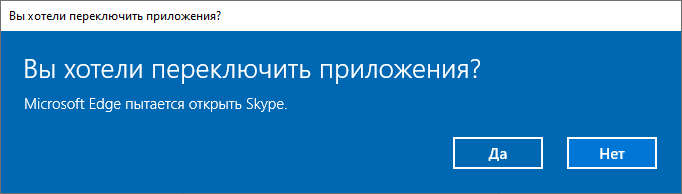 Вы хотели переключить приложения?
Вы хотели переключить приложения?
Microsoft Edge пытается открыть Skype.
Да
Нет